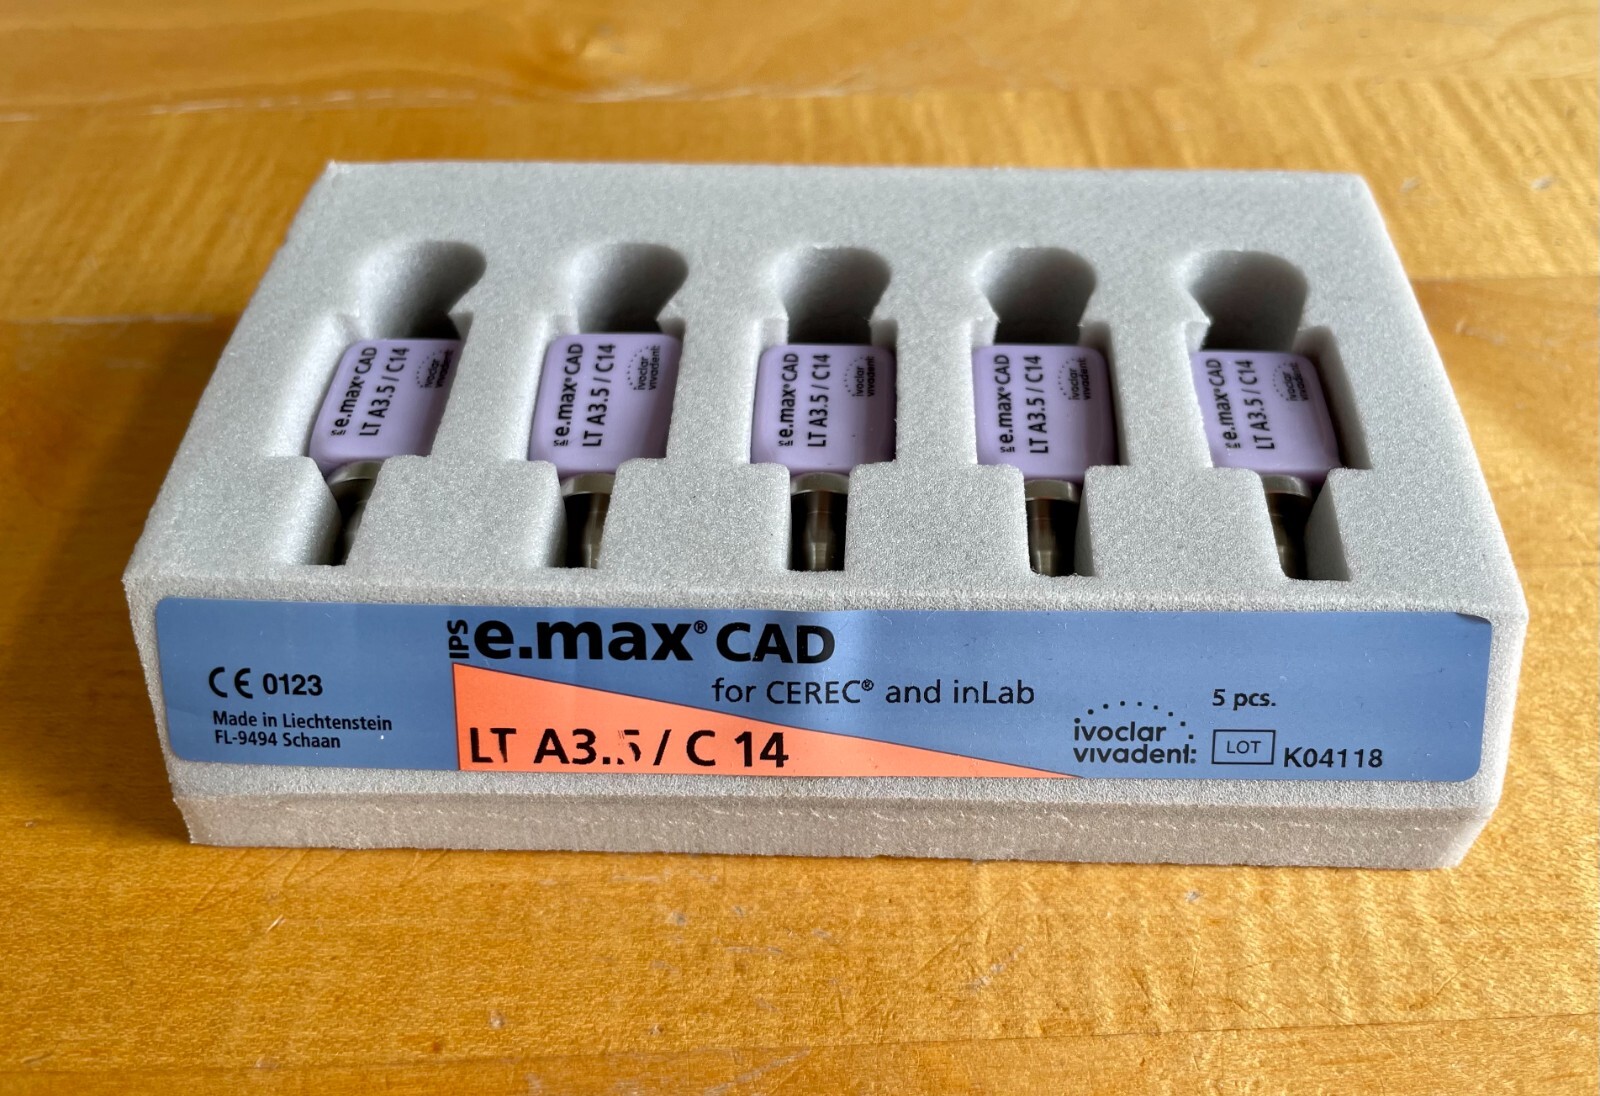 IPS e.max® CAD
LT A3.5 / C14
ivoclar
vivadent:
IPS e.max® CAD
LT A3.5 / C14
ivoclar
vivadent:
IPS e.max® CAD
LT A3.5 / C14
ivoclar
vivadent:
IPS e.max® CAD
LT A3.5 / C14
ivoclar
vivadent:
IPS e.max® CAD
LT A3.5 / C14
ivoclar
vivadent:
IPS e.max® CAD
for CEREC® and inLab
LT A3.5 / C 14
CE 0123
Made in Liechtenstein
FL-9494 Schaan
ivoclar
vivadent:
5 pcs.
LOT K04118